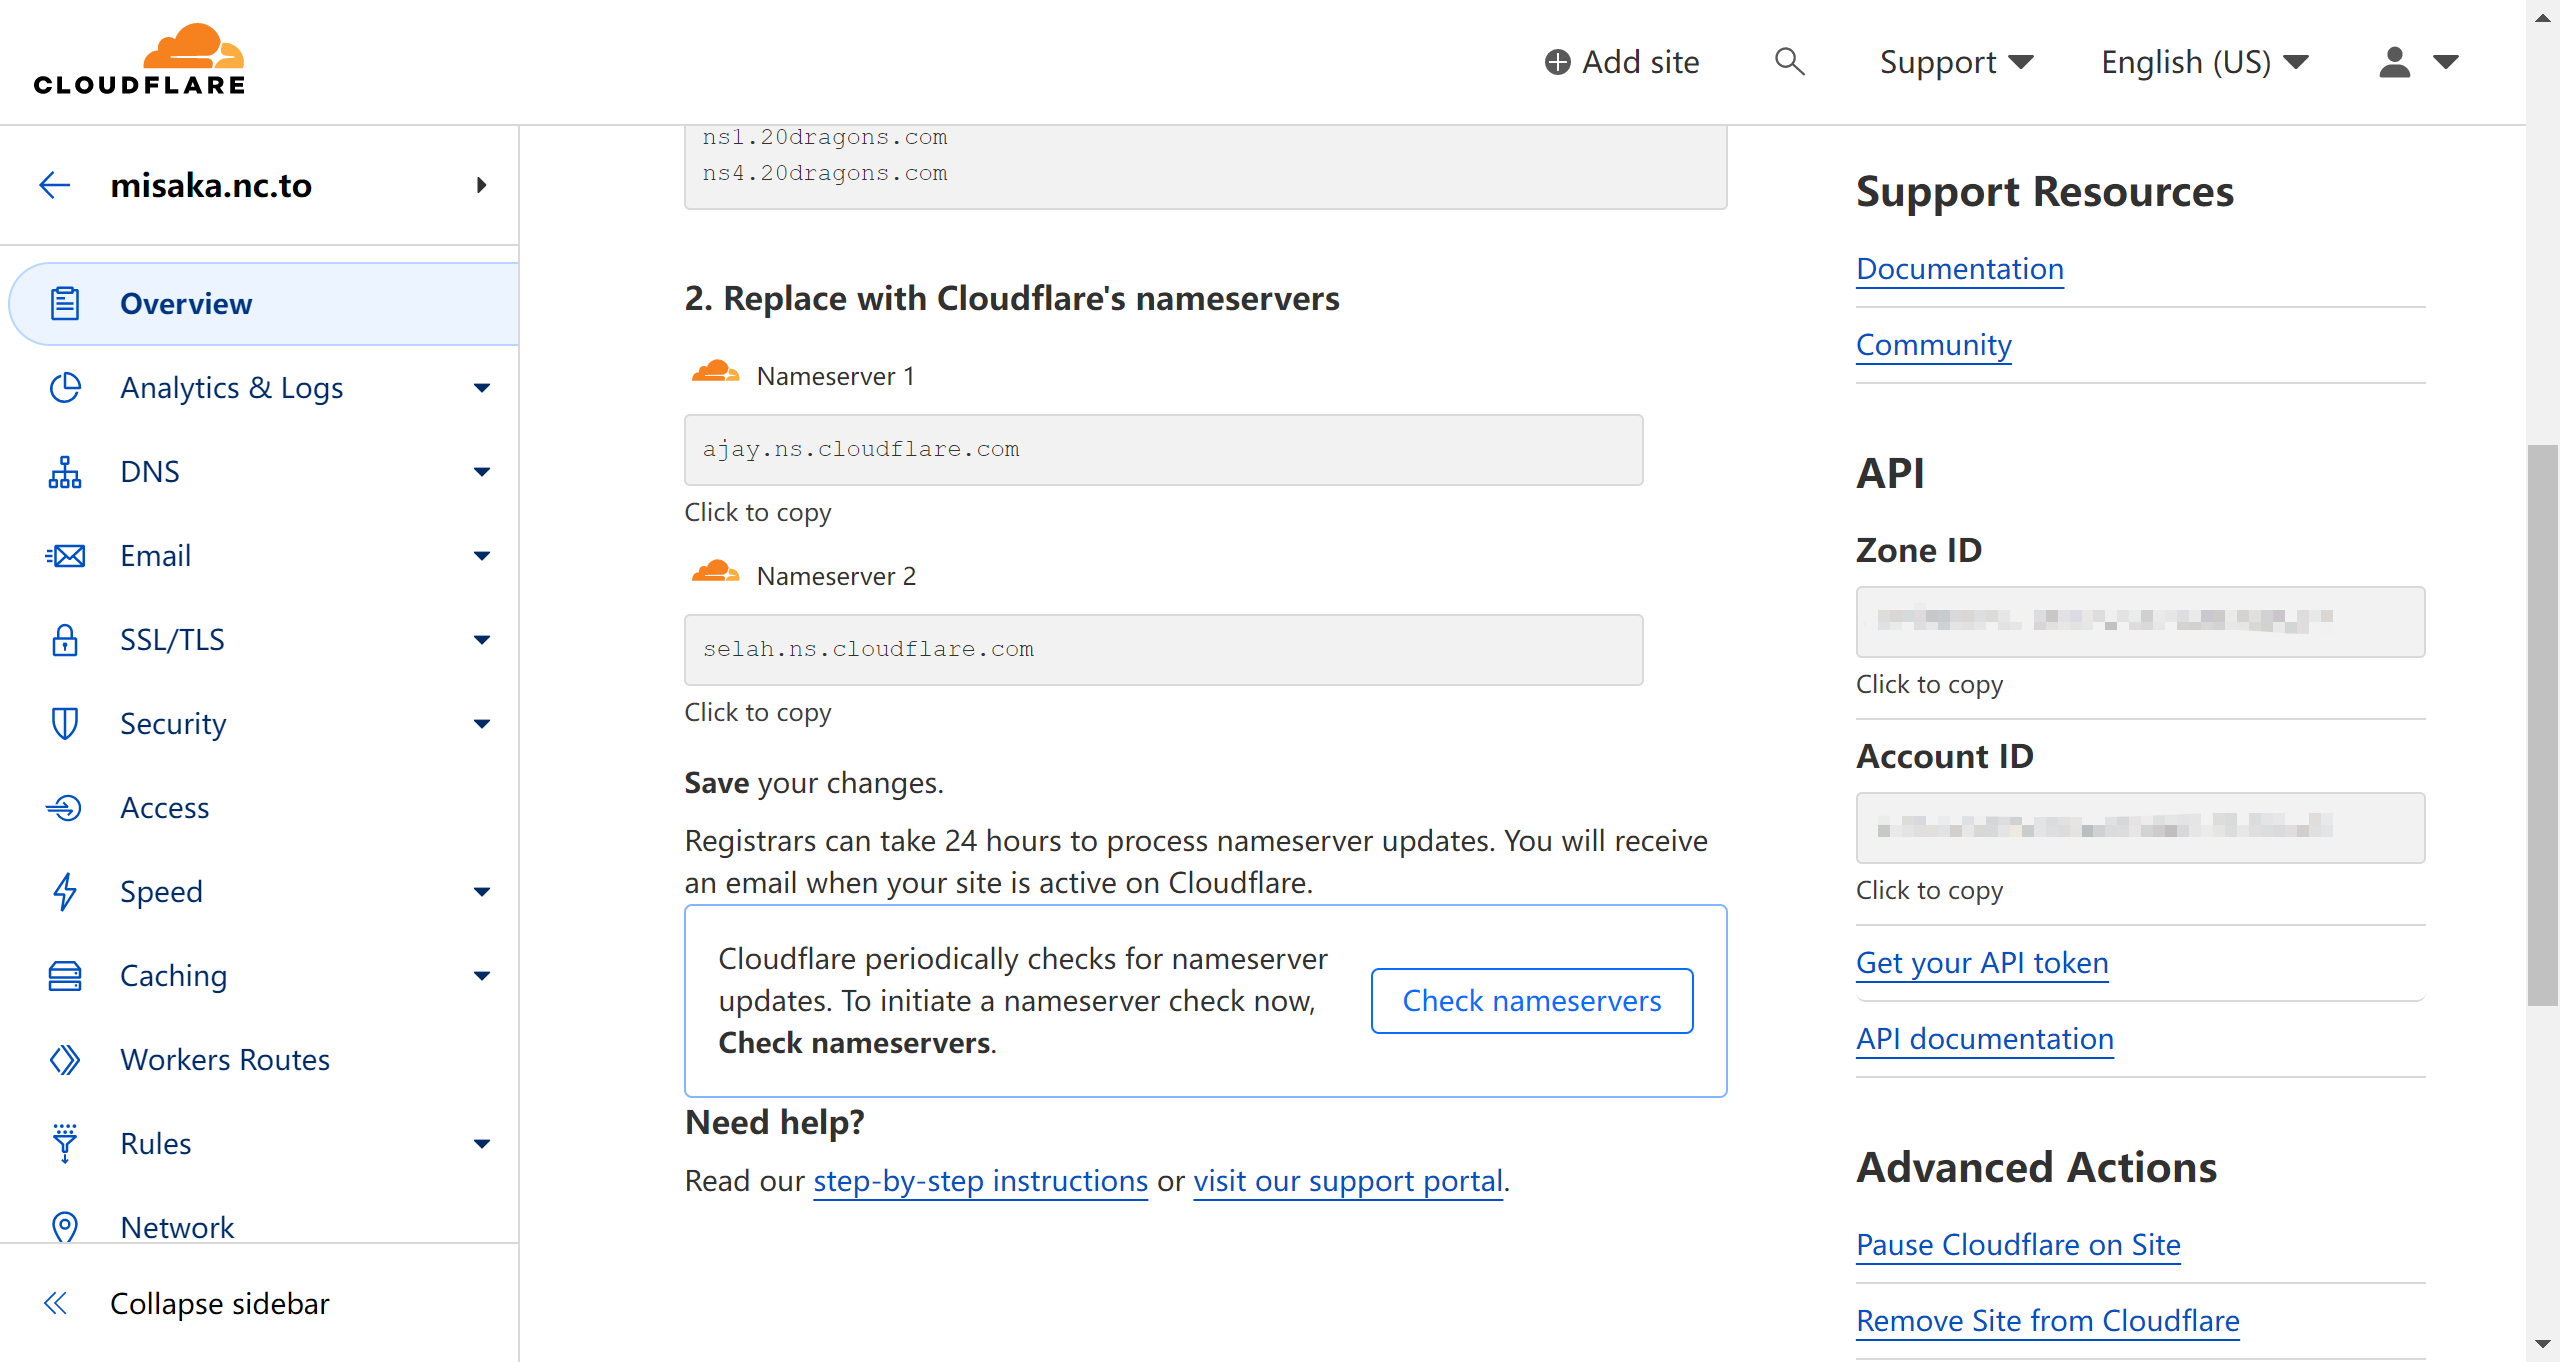 CLOUDFLARE
Add site
Support
English (US)
misaka.nc.to
Overview
Analytics & Logs
DNS
Email
SSL/TLS
Security
Access
Speed
Caching
Workers Routes
Rules
Network
Collapse sidebar
ns1.20dragons.com
ns4.20dragons.com
2. Replace with Cloudflare's nameservers
Nameserver 1
ajay.ns.cloudflare.com
Click to copy
Nameserver 2
selah.ns.cloudflare.com
Click to copy
Save your changes.
Registrars can take 24 hours to process nameserver updates. You will receive
an email when your site is active on Cloudflare.
Cloudflare periodically checks for nameserver
updates. To initiate a nameserver check now,
Check nameservers.
Check nameservers
Need help?
Read our step-by-step instructions or visit our support portal.
Support Resources
Documentation
Community
API
Zone ID
Click to copy
Account ID
Click to copy
Get your API token
API documentation
Advanced Actions
Pause Cloudflare on Site
Remove Site from Cloudflare